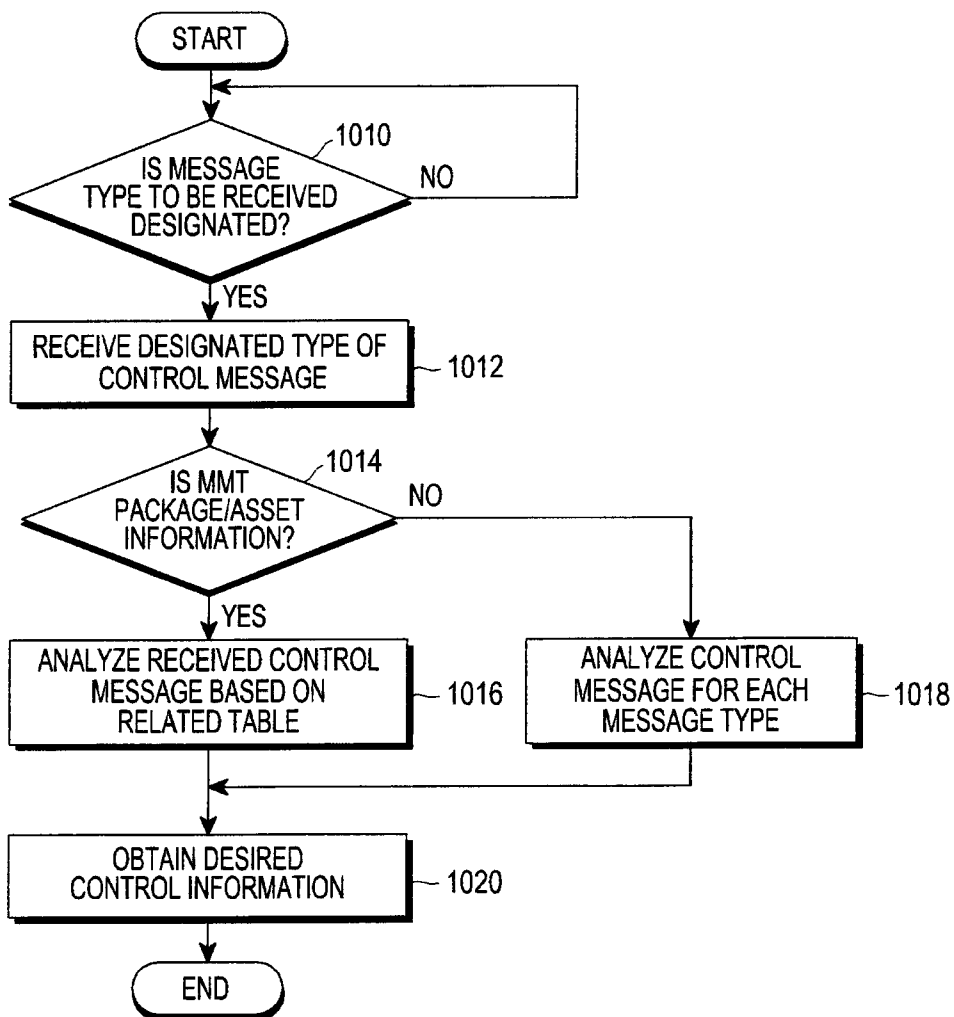 START
1010
IS MESSAGE
TYPE TO BE RECEIVED
DESIGNATED?
NO
YES
RECEIVE DESIGNATED TYPE OF
CONTROL MESSAGE
1012
1014
IS MMT
PACKAGE/ASSET
INFORMATION?
NO
YES
ANALYZE RECEIVED CONTROL
MESSAGE BASED ON
RELATED TABLE
1016
ANALYZE CONTROL
MESSAGE FOR EACH
MESSAGE TYPE
1018
OBTAIN DESIRED
CONTROL INFORMATION
1020
END